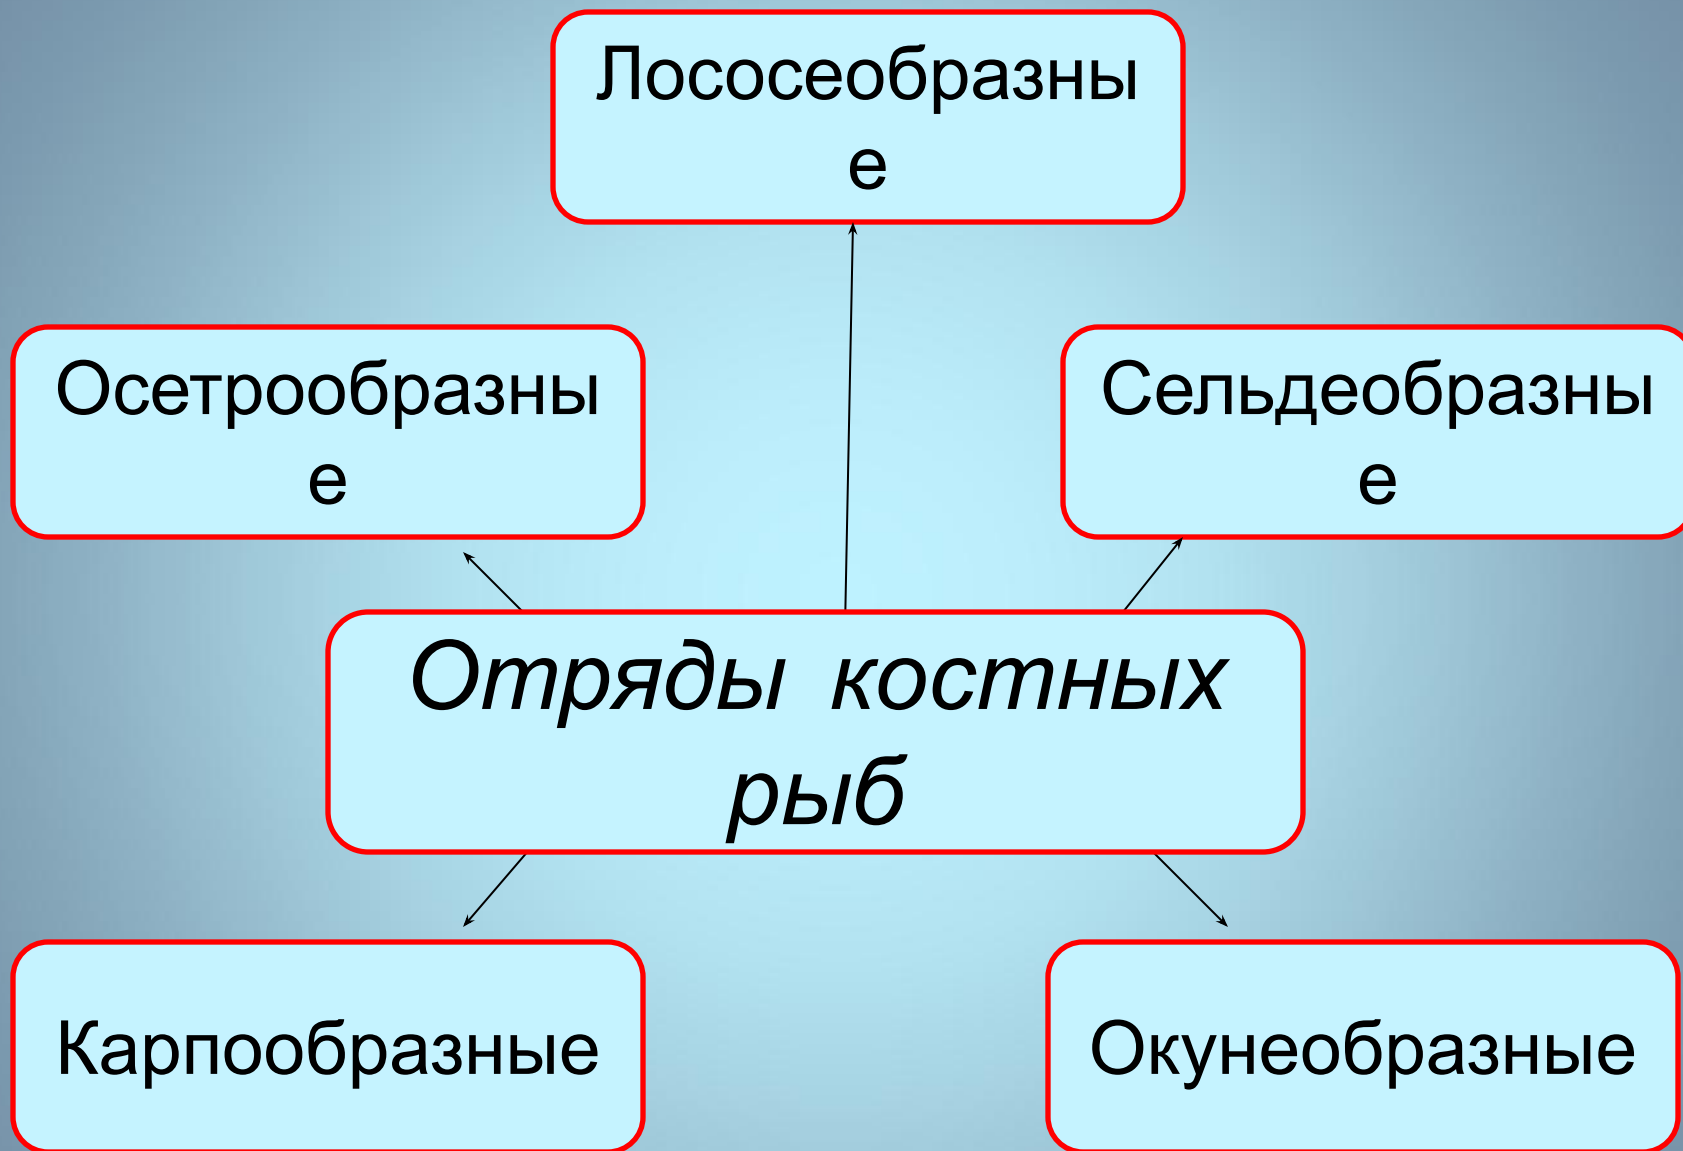 Лососеобразны
е
Осетрообразны
е
Сельдеобразны
е
Отряды костных
рыб
Карпообразные
Окунеобразные